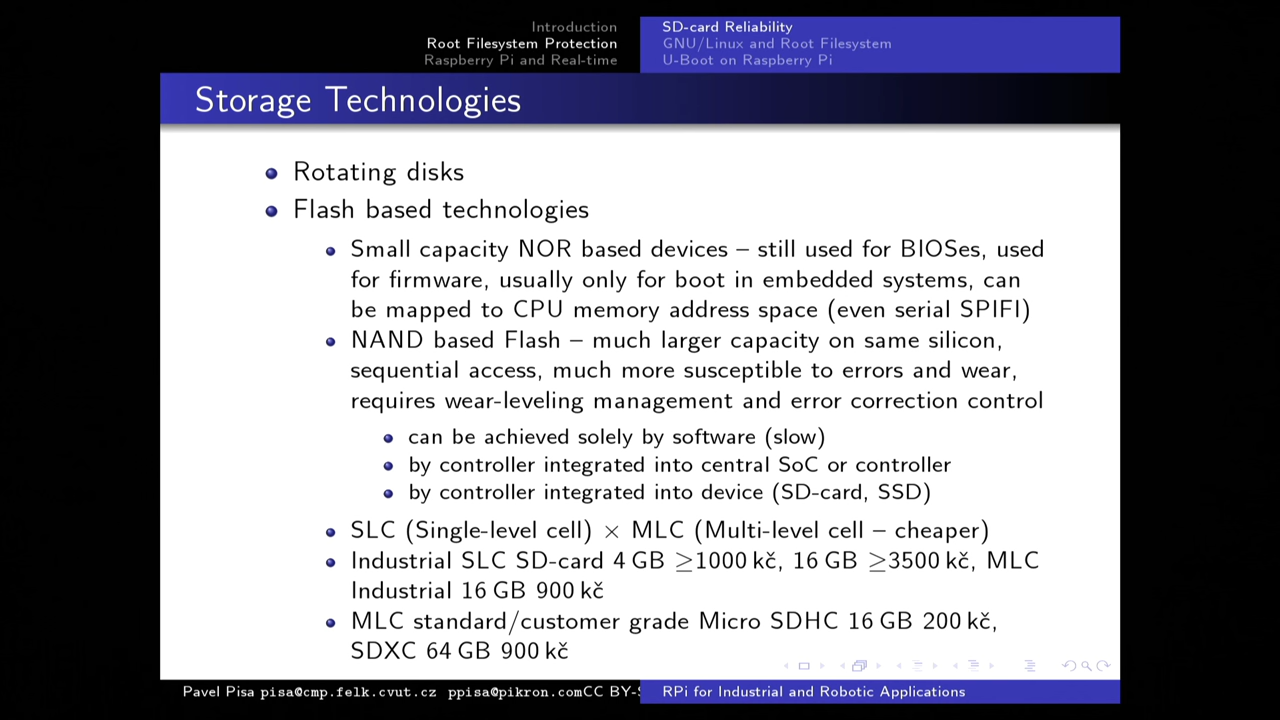 Introduction
Root Filesystem Protection
Raspberry Pi and Real-time
SD-card Reliability
GNU/Linux and Root Filesystem
U-Boot on Raspberry Pi
Storage Technologies
Rotating disks
Flash based technologies
Small capacity NOR based devices – still used for BIOSes, used
for firmware, usually only for boot in embedded systems, can
be mapped to CPU memory address space (even serial SPIFI)
NAND based Flash – much larger capacity on same silicon,
sequential access, much more susceptible to errors and wear,
requires wear-leveling management and error correction control
can be achieved solely by software (slow)
by controller integrated into central SoC or controller
by controller integrated into device (SD-card, SSD)
SLC (Single-level cell) × MLC (Multi-level cell – cheaper)
Industrial SLC SD-card 4 GB ≥1000 kč, 16 GB ≥3500 kč, MLC
Industrial 16 GB 900 kč
MLC standard/customer grade Micro SDHC 16 GB 200 kč,
SDXC 64 GB 900 kč
Pavel Pisa pisa@cmp.felk.cvut.cz ppisa@pikron.comCC BY-
RPi for Industrial and Robotic Applications